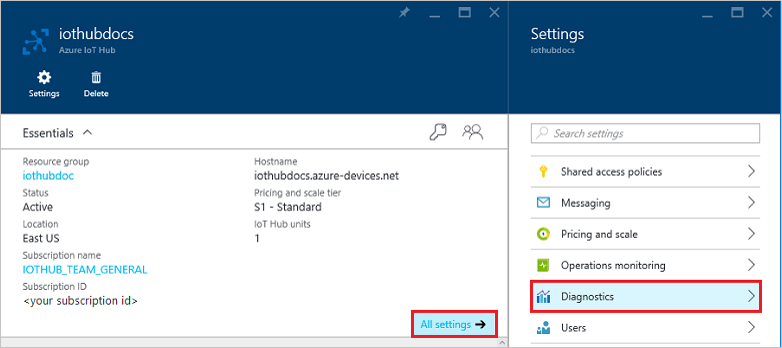 iothubdocs
Azure IoT Hub
Settings
Delete
Essentials
Resource group
iothubdoc
Status
Active
Location
East US
Subscription name
IOTHUB_TEAM_GENERAL
Subscription ID
<your subscription id>
Hostname
iothubdocs.azure-devices.net
Pricing and scale tier
S1 - Standard
IoT Hub units
1
All settings →
Settings
iothubdocs
Search settings
Shared access policies
Messaging
Pricing and scale
Operations monitoring
Diagnostics
Users